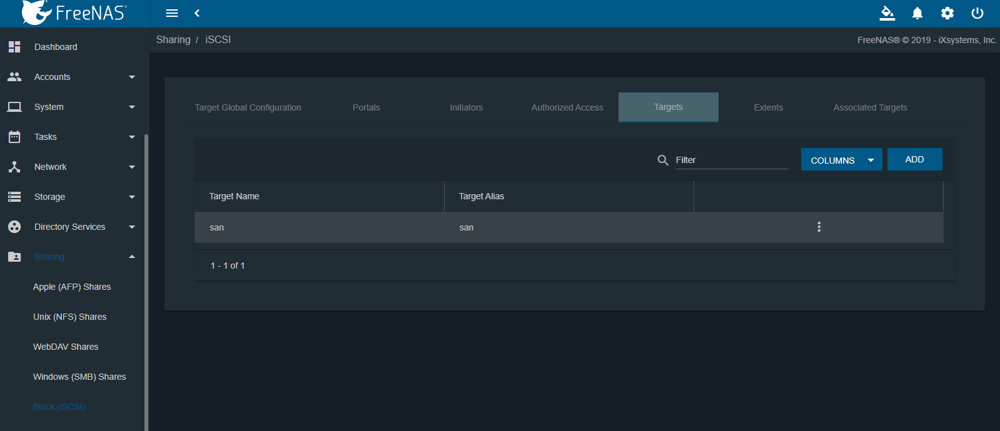 FreeNAS™
Sharing / iSCSI
FreeNAS® © 2019 - iXsystems, Inc.
Dashboard
Accounts
System
Tasks
Network
Storage
Directory Services
Sharing
Apple (AFP) Shares
Unix (NFS) Shares
WebDAV Shares
Windows (SMB) Shares
Block (iSCSI)
Target Global Configuration Portals Initiators Authorized Access Targets Extents Associated Targets
Filter COLUMNS ADD
Target Name Target Alias
san san
1 - 1 of 1